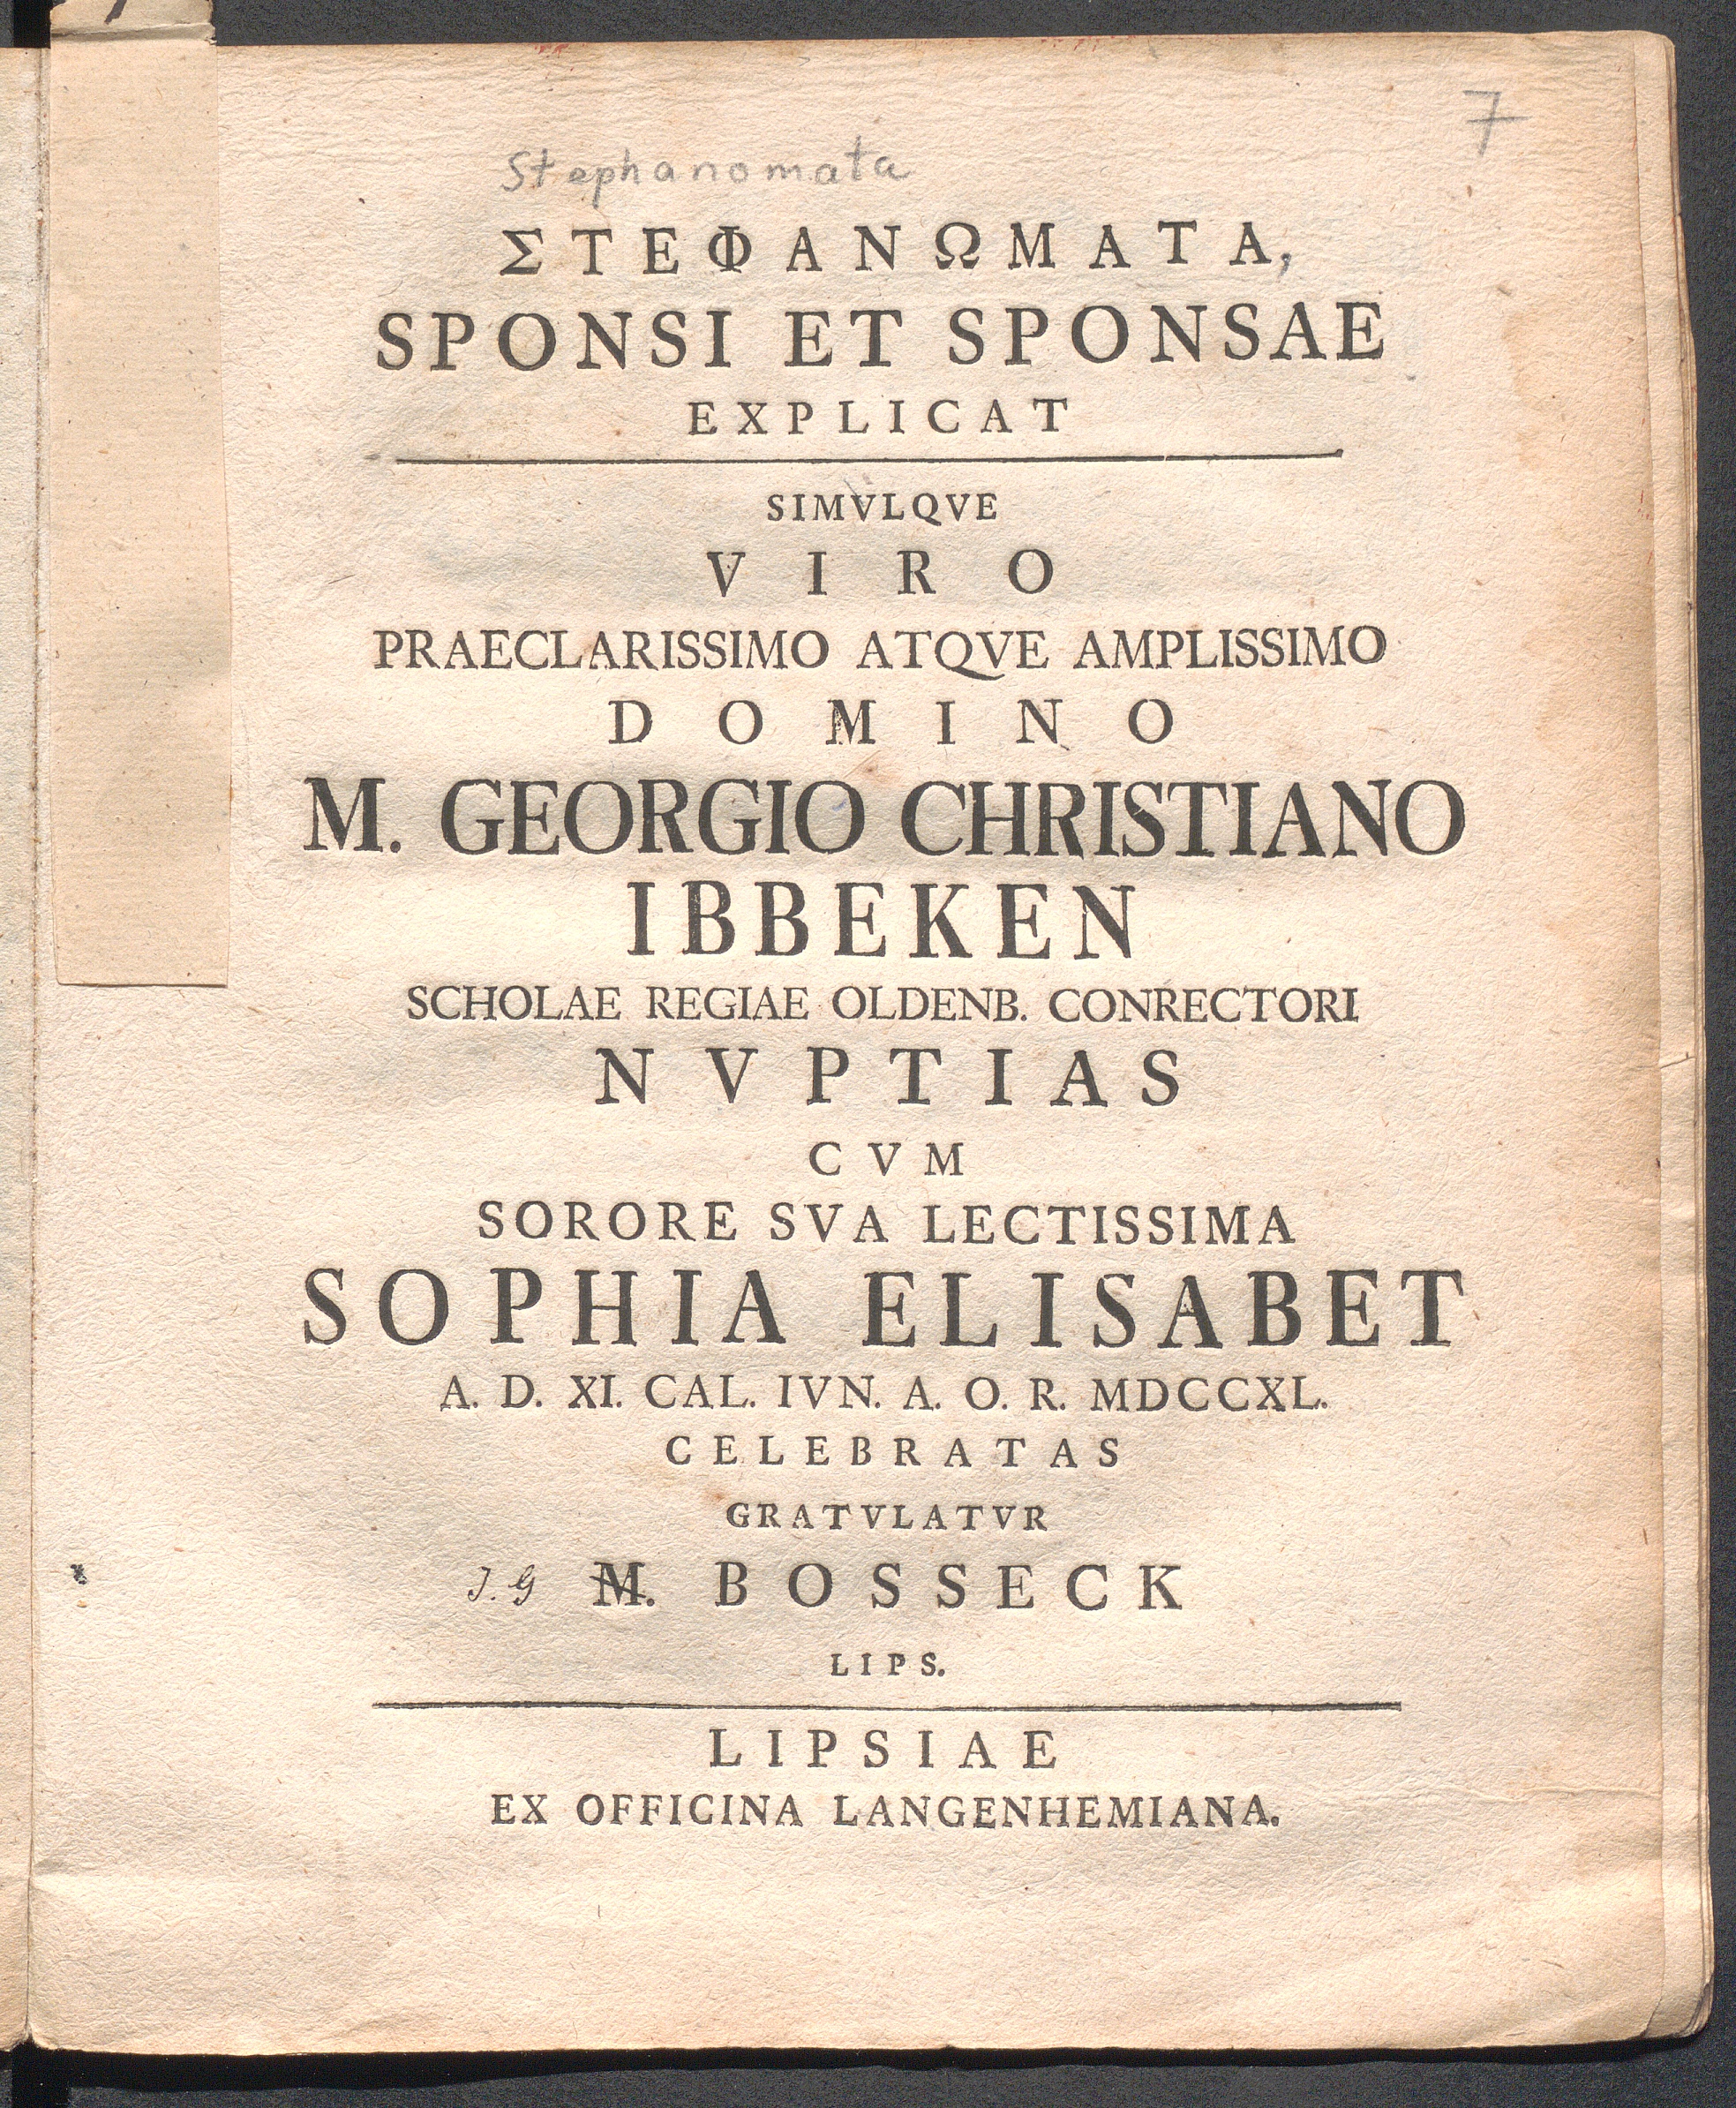 7
Stephanomata
ΣΤΕΦΑΝΩΜΑΤΑ,
SPONSI ET SPONSAE
EXPLICAT
SIMVLQVE
VIRO
PRAECLARISSIMO ATQVE AMPLISSIMO
DOMINO
M. GEORGIO CHRISTIANO
IBBEKEN
SCHOLAE REGIAE OLDENB. CONRECTORI
NVPTIAS
CVM
SORORE SVA LECTISSIMA
SOPHIA ELISABET
A. D. XI. CAL. IVN. A. O. R. MDCCXL.
CELEBRATAS
GRATVLATVR
J. G M. BOSSECK
LIPS.
LIPSIAE
EX OFFICINA LANGENHEMIANA.